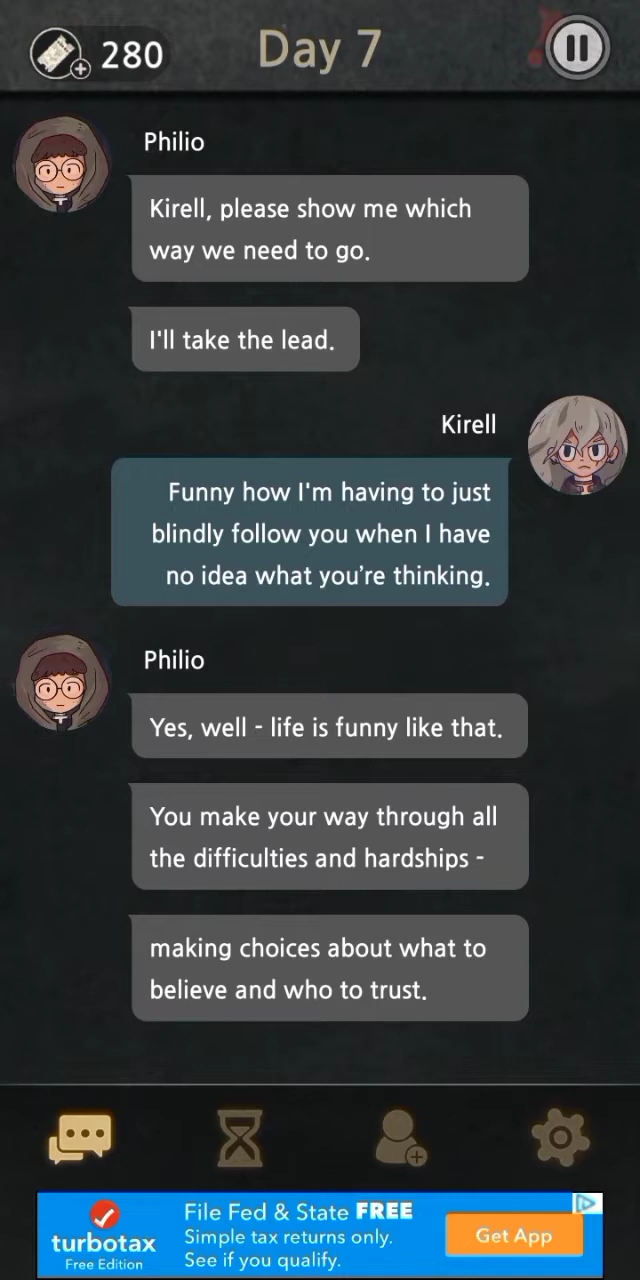 280
Day 7
Philio
Kirell, please show me which
way we need to go.
I'll take the lead.
Kirell
Funny how I'm having to just
blindly follow you when I have
no idea what you’re thinking.
Philio
Yes, well - life is funny like that.
You make your way through all
the difficulties and hardships -
making choices about what to
believe and who to trust.
turbotax
Free Edition
File Fed & State FREE
Simple tax returns only.
See if you qualify.
Get App